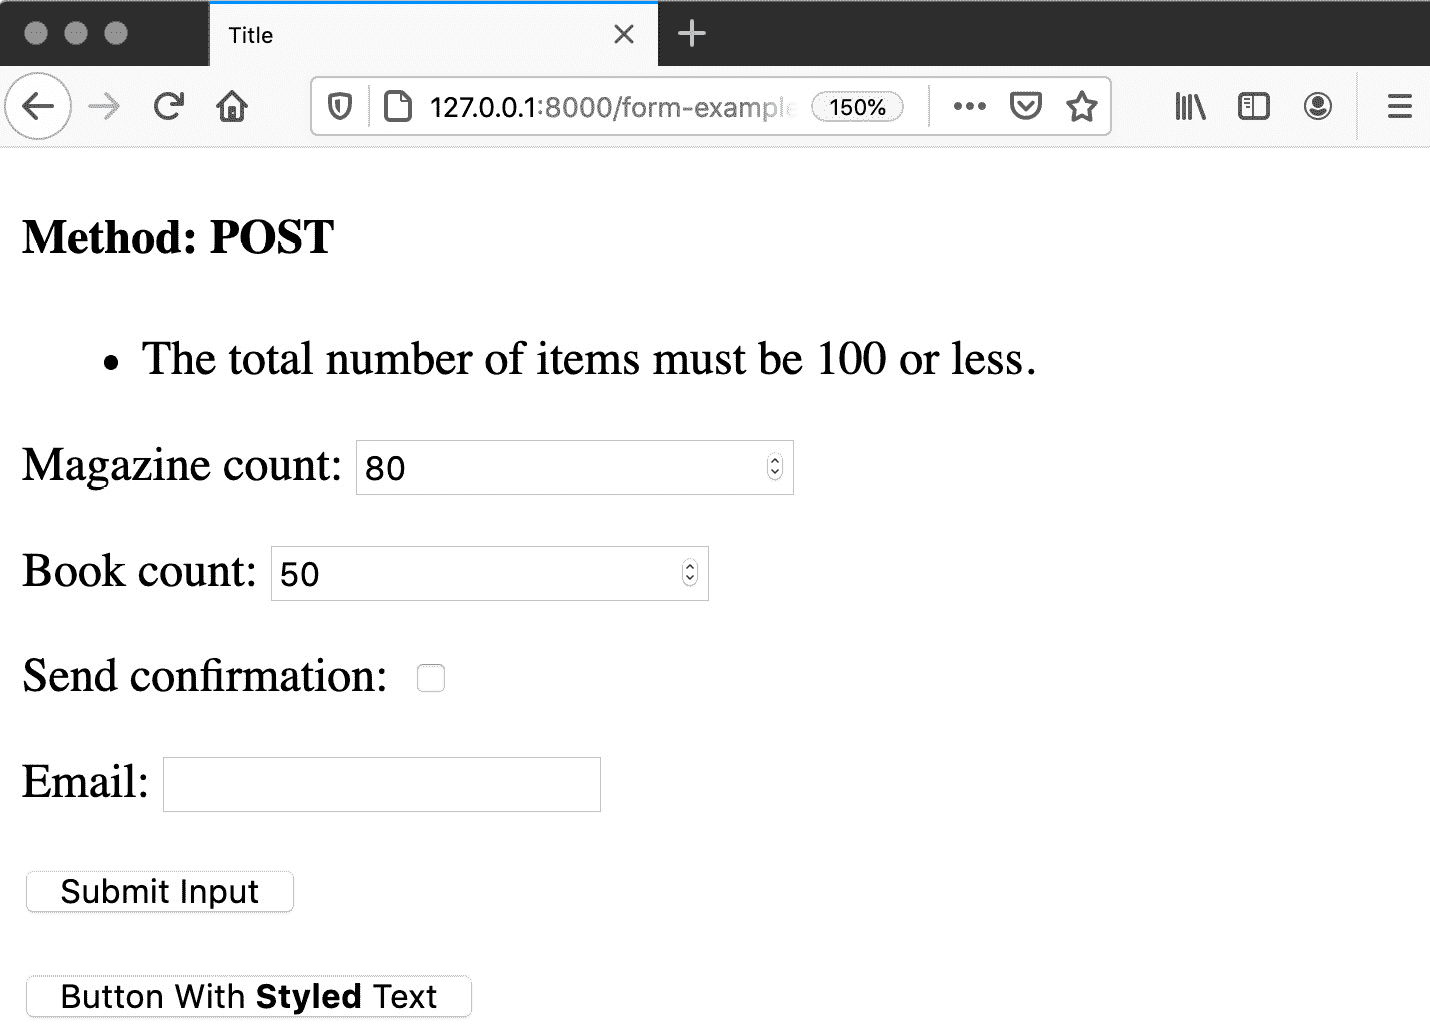 Title
127.0.0.1:8000/form-example 150%
Method: POST
• The total number of items must be 100 or less.
Magazine count: 80
Book count: 50
Send confirmation:
Email:
Submit Input
Button With Styled Text